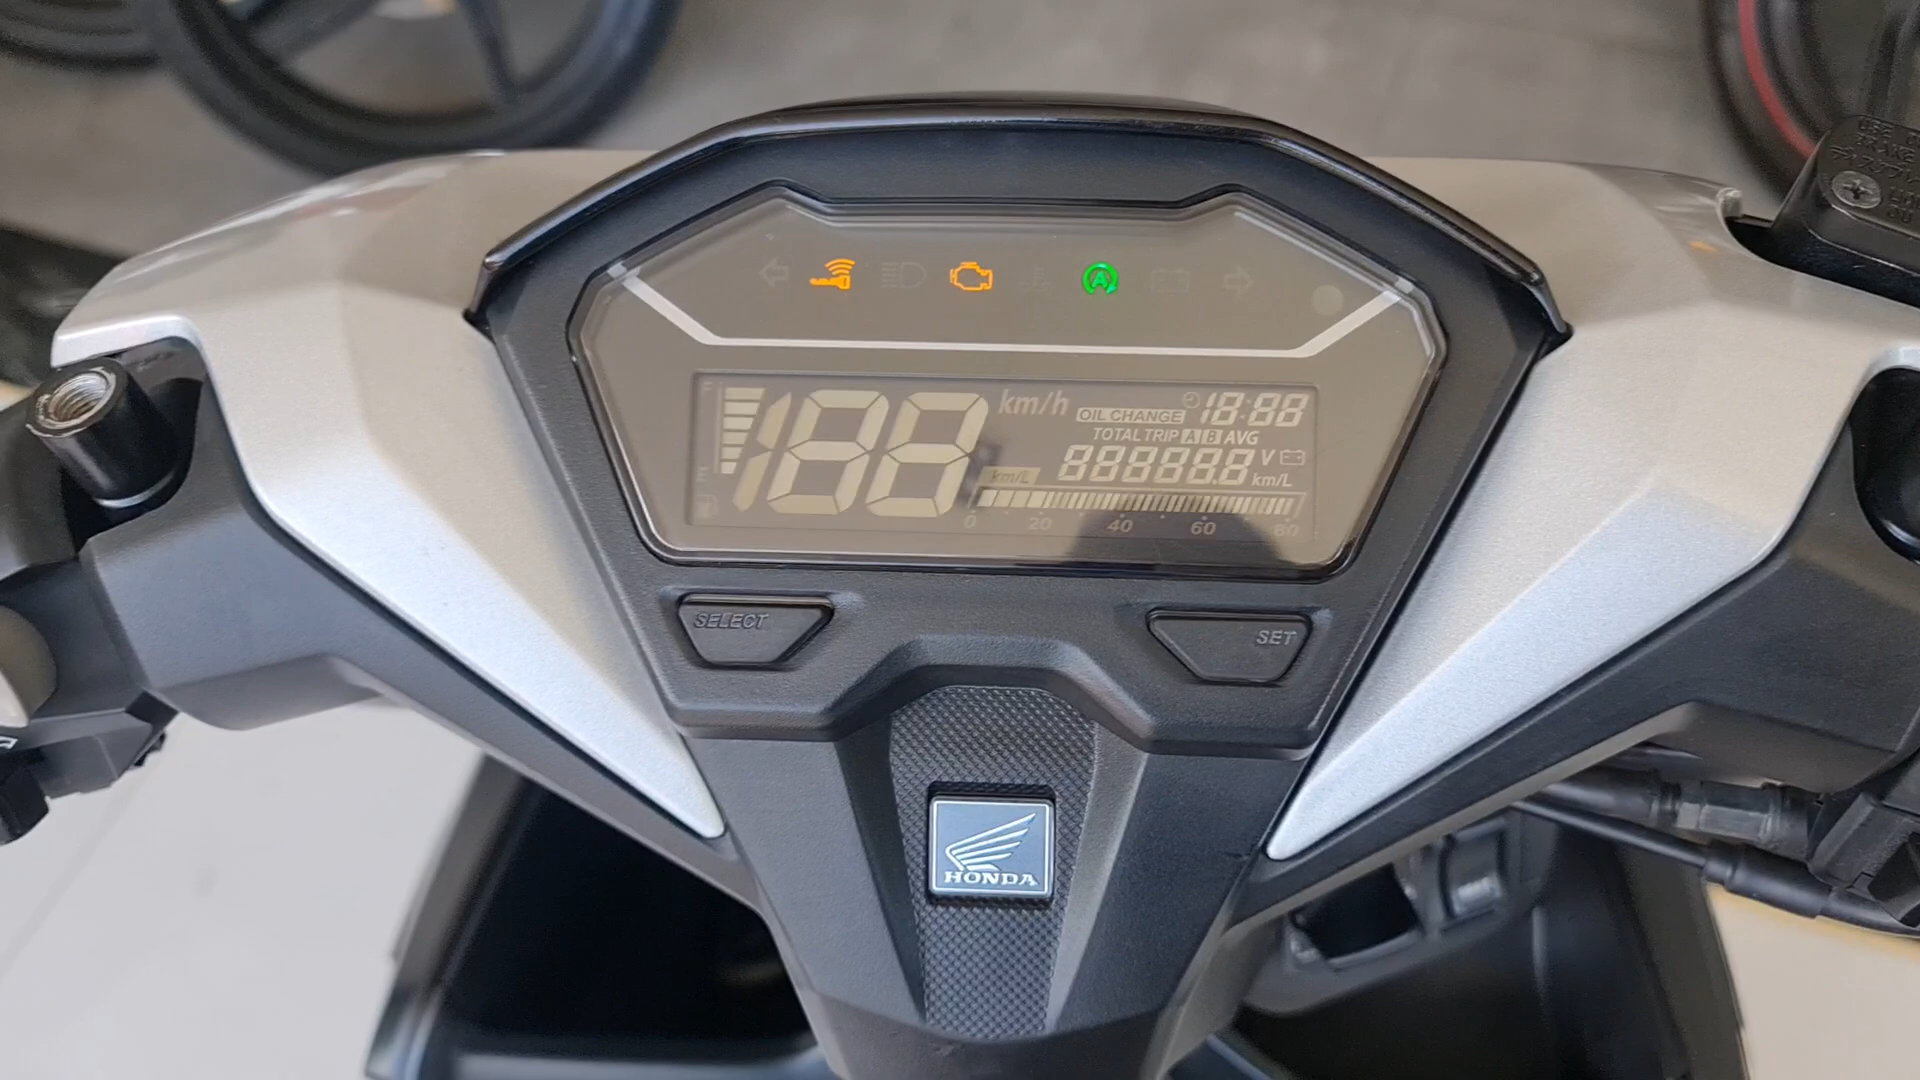 188 km/h
OIL CHANGE 18:88
TOTAL TRIP A B AVG
888888.8 V
km/L km/L
0 20 40 60 80
F
E
A
SELECT
SET
HONDA